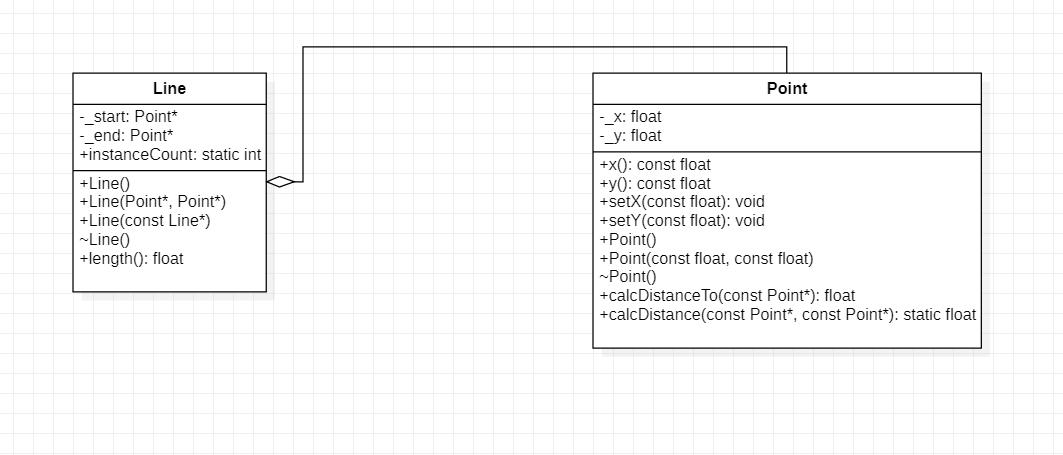 Line
-_start: Point*
-_end: Point*
+instanceCount: static int
+Line()
+Line(Point*, Point*)
+Line(const Line*)
~Line()
+length(): float
Point
-_x: float
-_y: float
+x(): const float
+y(): const float
+setX(const float): void
+setY(const float): void
+Point()
+Point(const float, const float)
~Point()
+calcDistanceTo(const Point*): float
+calcDistance(const Point*, const Point*): static float